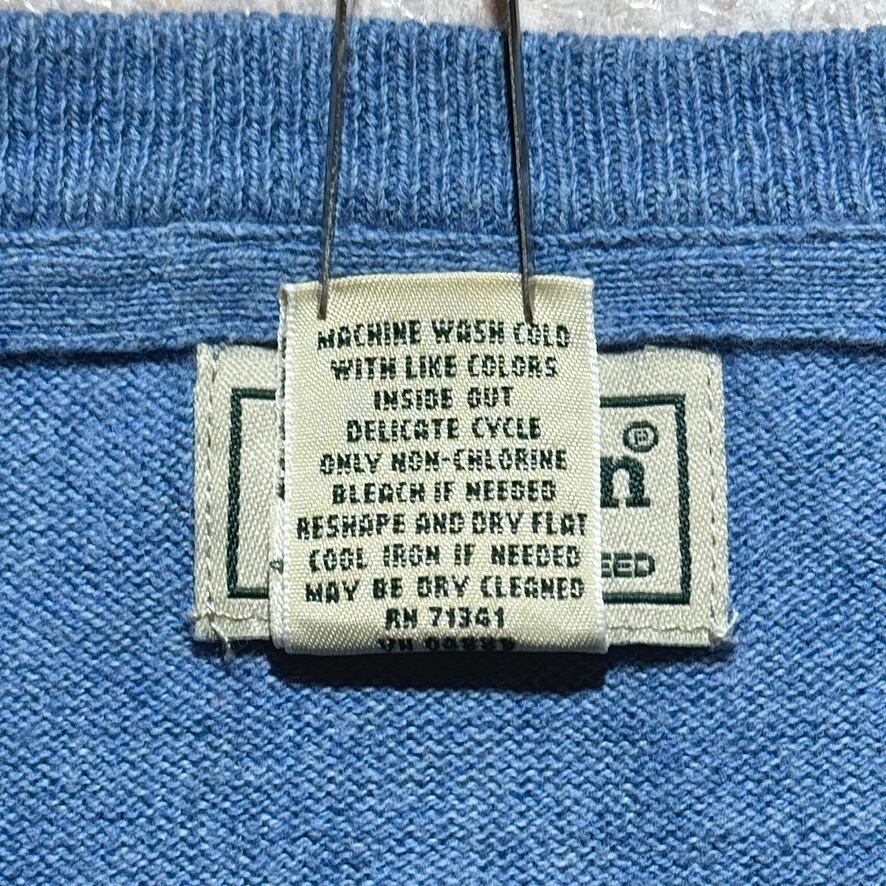 MACHINE WASH COLD
WITH LIKE COLORS
INSIDE OUT
DELICATE CYCLE
ONLY NON-CHLORINE
BLEACH IF NEEDED
RESHAPE AND DRY FLAT
COOL IRON IF NEEDED
MAY BE DRY CLEANED
RN 71341
n®
EED